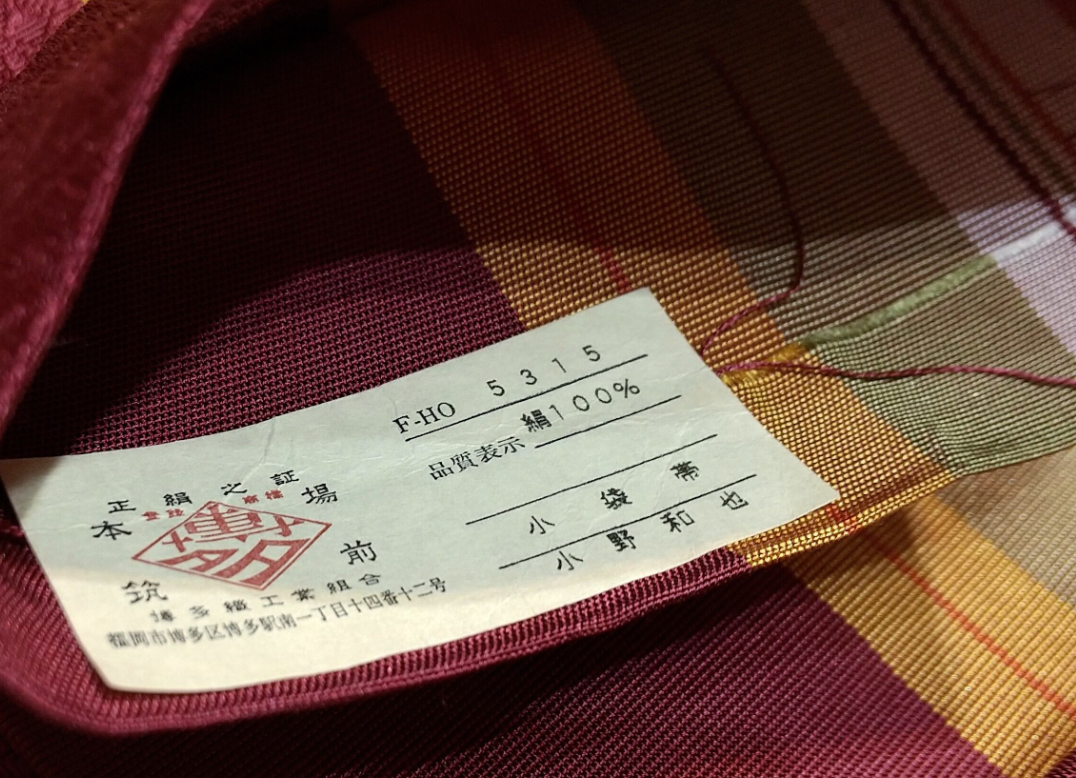 正絹之証
本場
登録商標
博多
筑前
博多織工業組合
福岡市博多区博多駅南一丁目十四番十二号
F-HO 5315
品質表示 絹100%
小袋帯
小野和也